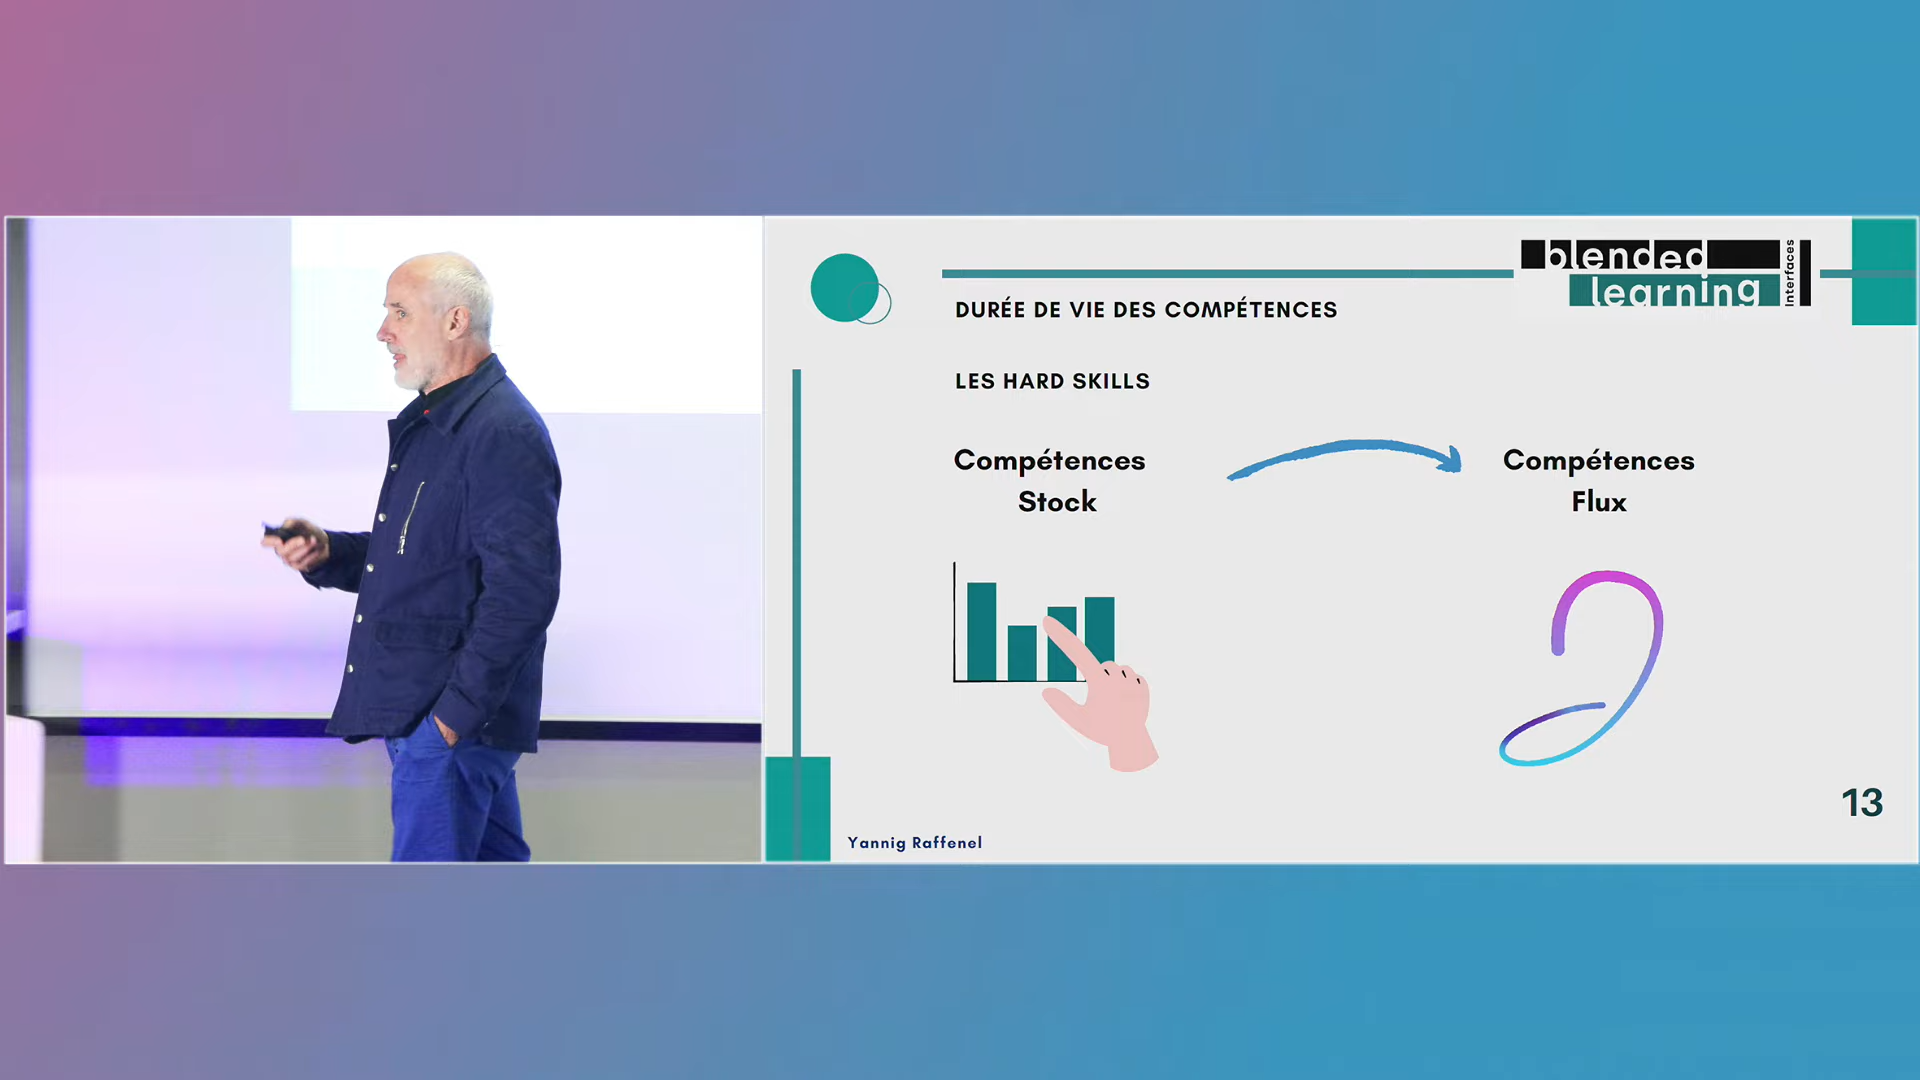 blended
learning
Interfaces
DURÉE DE VIE DES COMPÉTENCES
LES HARD SKILLS
Compétences
Stock
Compétences
Flux
13
Yannig Raffenel